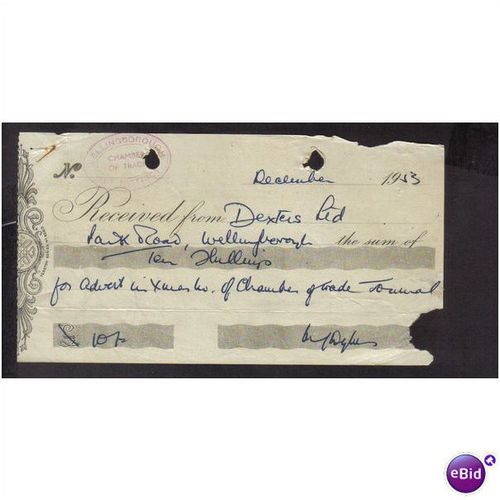 WELLINGBOROUGH
CHAMBER
OF TRADE
No.
December 1953
Received from Dexters Ltd
Park Road, Wellingborough the sum of
Ten Shillings
for Advert in Xmas No. of Chamber of Trade Journal
£ 10/-
eBid